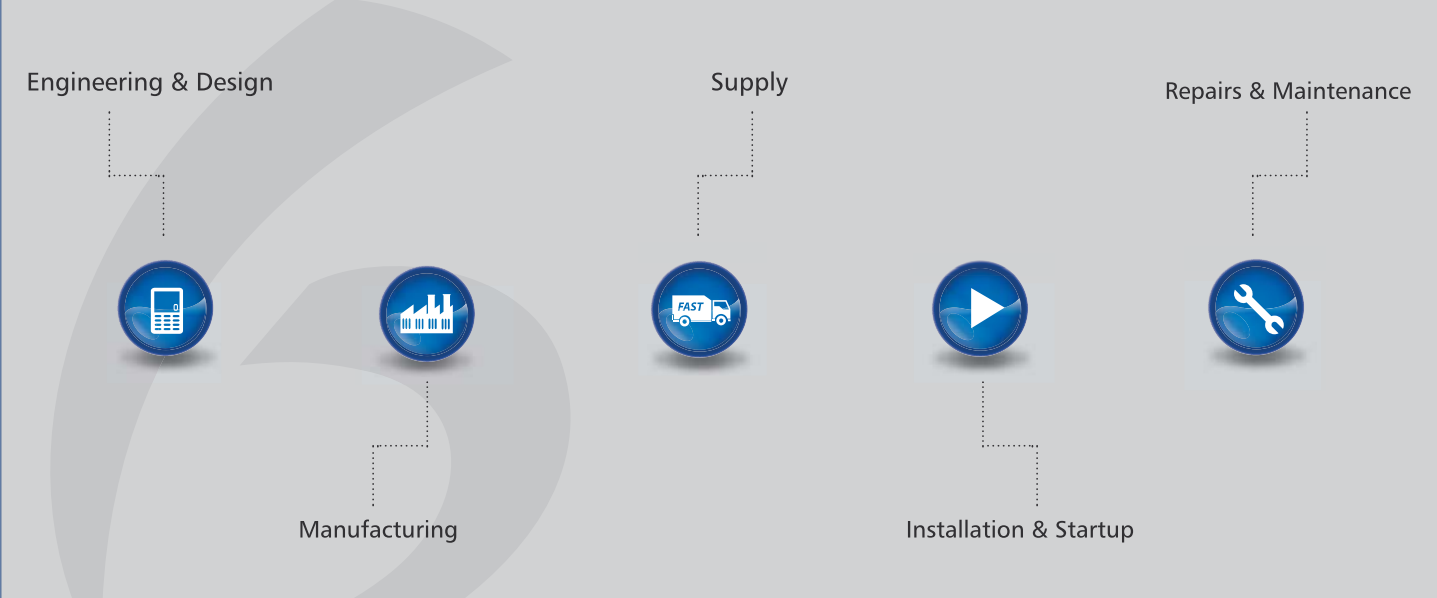 Engineering & Design
Supply
Repairs & Maintenance
FAST
Manufacturing
Installation & Startup